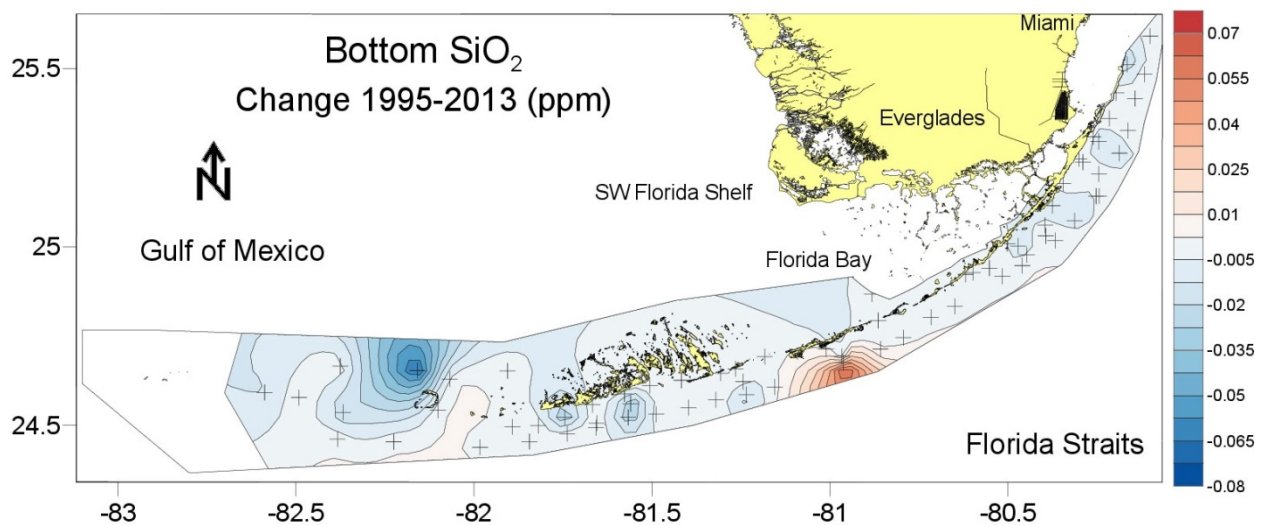 Bottom SiO₂
Change 1995-2013 (ppm)
N
Gulf of Mexico
Miami
Everglades
SW Florida Shelf
Florida Bay
Florida Straits
25.5
25
24.5
-83
-82.5
-82
-81.5
-81
-80.5
0.07
0.055
0.04
0.025
0.01
-0.005
-0.02
-0.035
-0.05
-0.065
-0.08